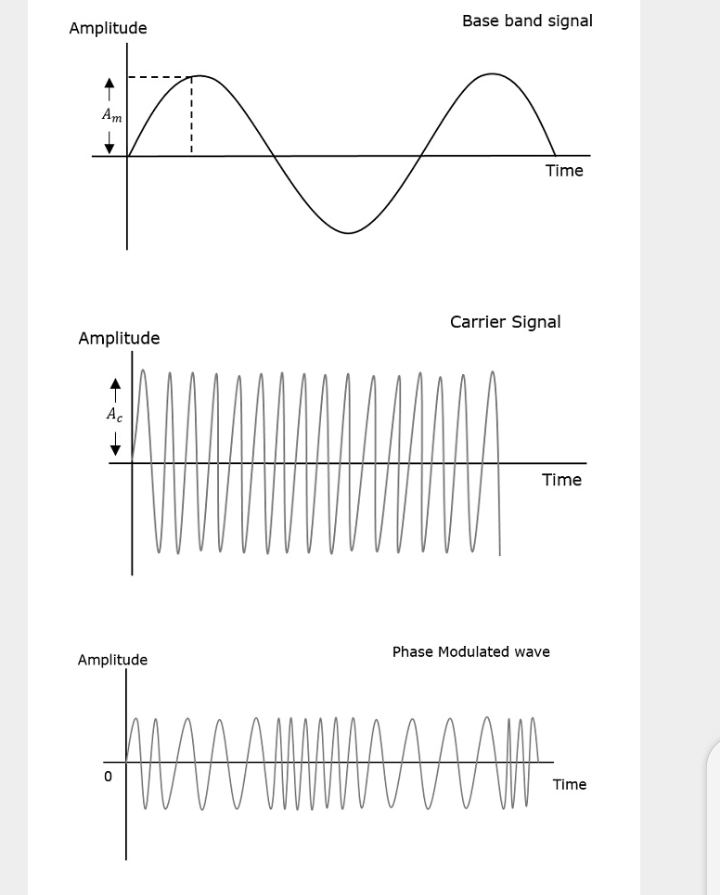 Base band signal
Amplitude
Am
Time
Carrier Signal
Amplitude
Ac
Time
Phase Modulated wave
Amplitude
0
Time